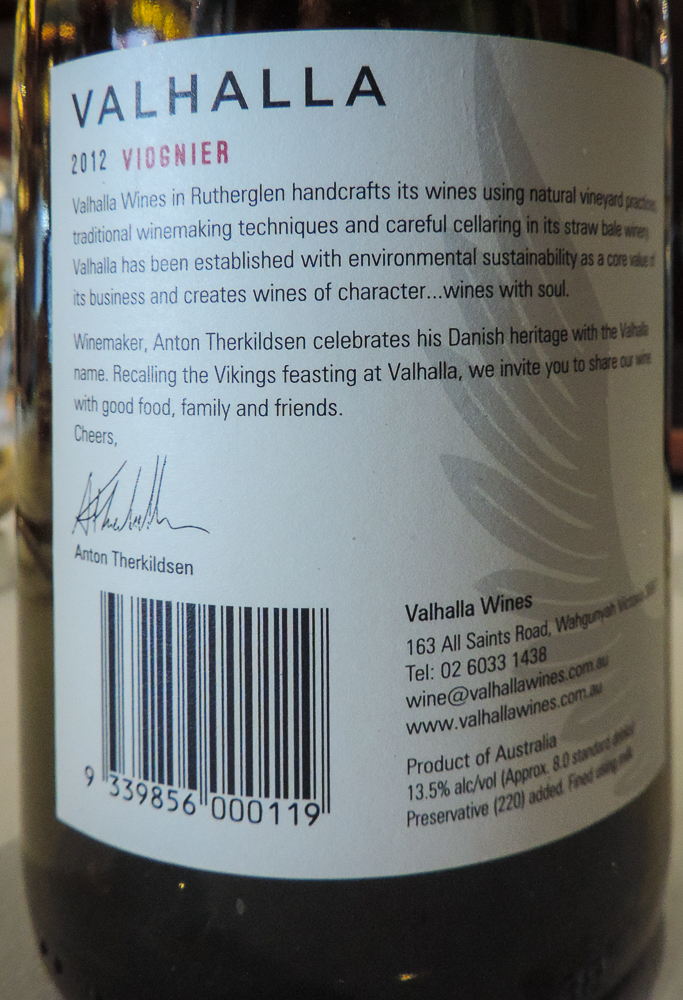 VALHALLA
2012 VIOGNIER
Valhalla Wines in Rutherglen handcrafts its wines using natural vineyard practices,
traditional winemaking techniques and careful cellaring in its straw bale winery.
Valhalla has been established with environmental sustainability as a core value of
its business and creates wines of character...wines with soul.
Winemaker, Anton Therkildsen celebrates his Danish heritage with the Valhalla
name. Recalling the Vikings feasting at Valhalla, we invite you to share our wine
with good food, family and friends.
Cheers,
Anton Therkildsen
Valhalla Wines
163 All Saints Road, Wahgunyah Victoria
Tel: 02 6033 1438
wine@valhallawines.com.au
www.valhallawines.com.au
Product of Australia
13.5% alc/vol (Approx. 8.0 standard drinks)
Preservative (220) added. Fined using milk
9 339856 000119